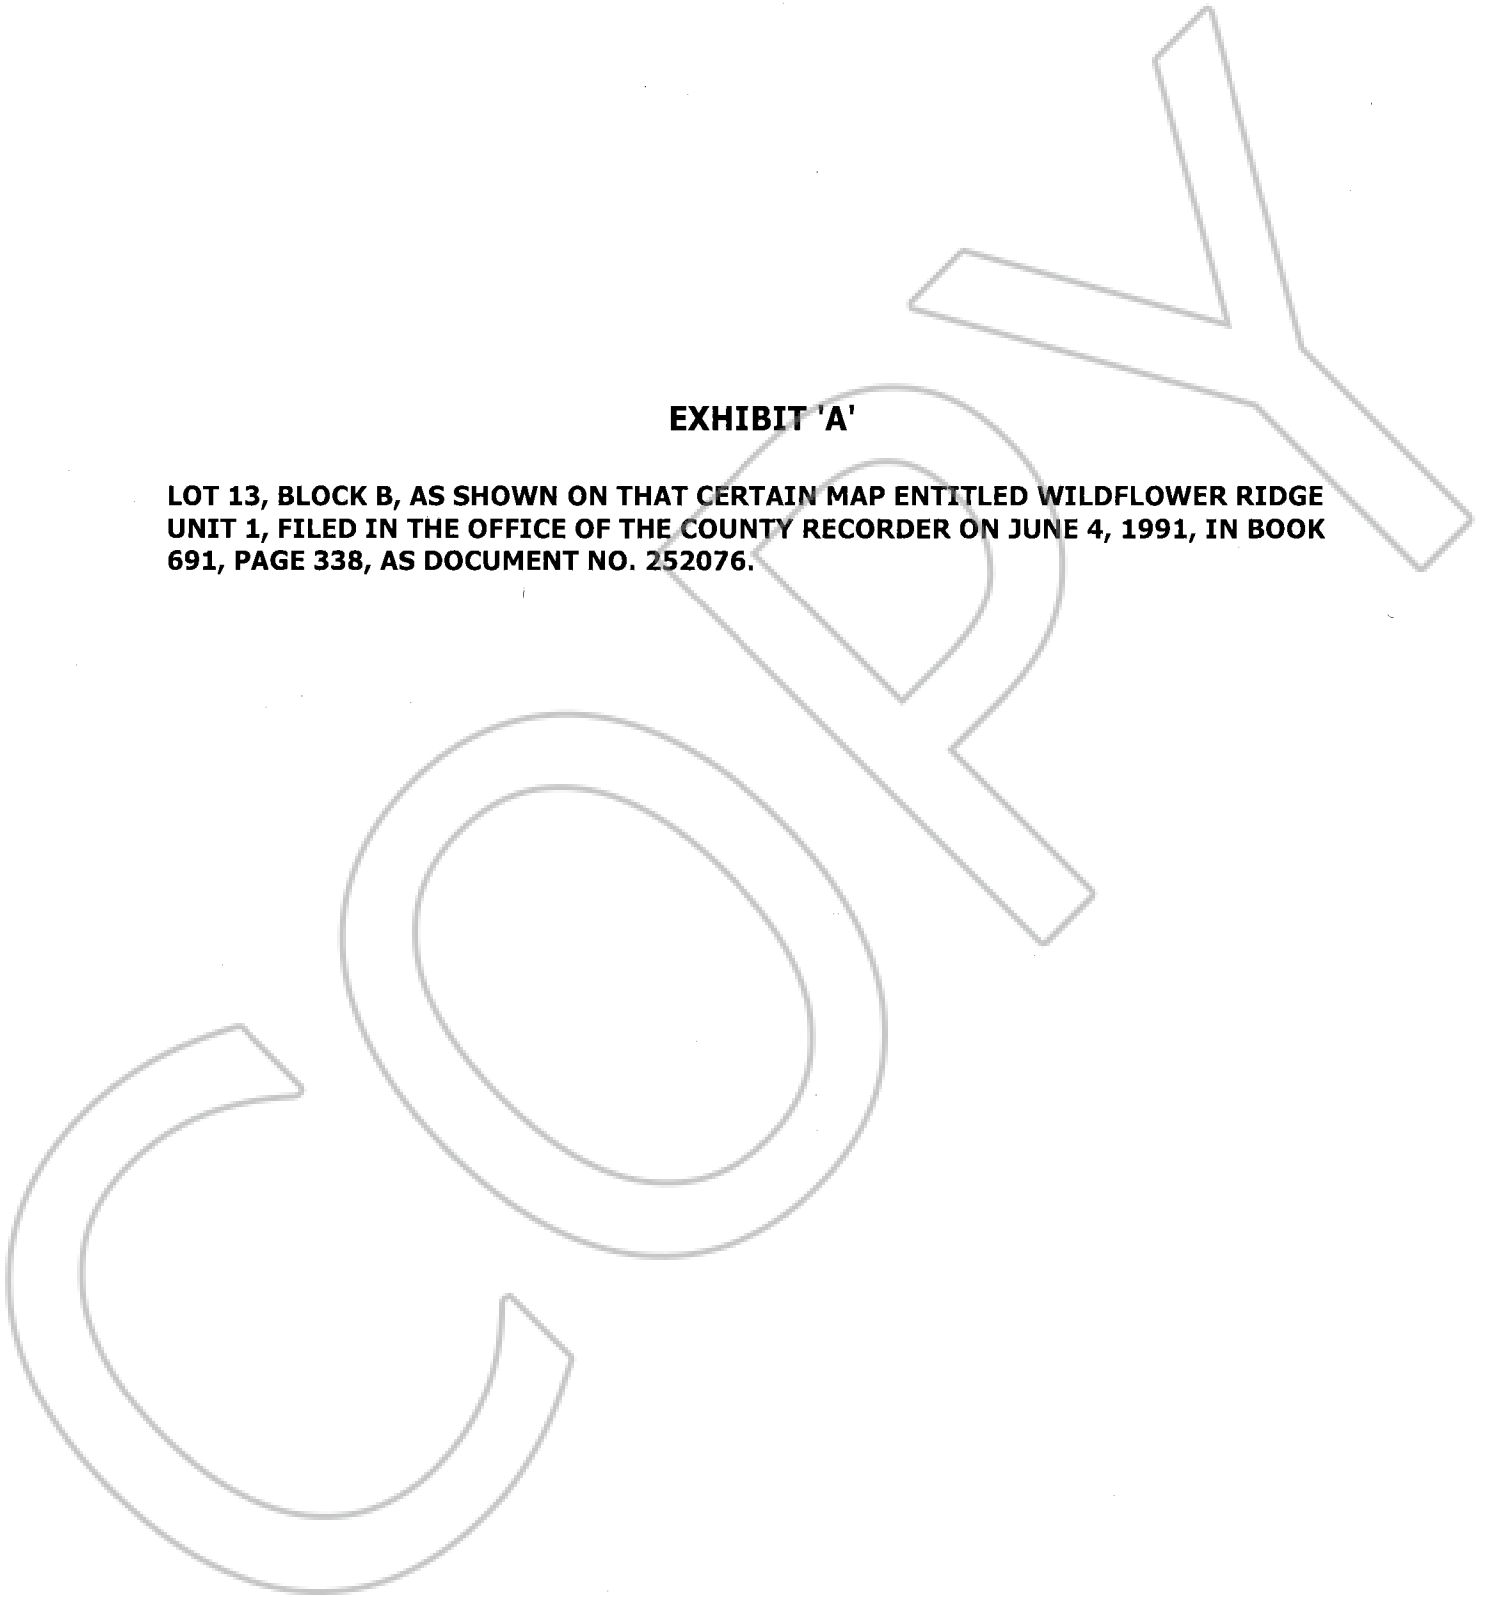 EXHIBIT 'A'
LOT 13, BLOCK B, AS SHOWN ON THAT CERTAIN MAP ENTITLED WILDFLOWER RIDGE
UNIT 1, FILED IN THE OFFICE OF THE COUNTY RECORDER ON JUNE 4, 1991, IN BOOK
691, PAGE 338, AS DOCUMENT NO. 252076.
COPY